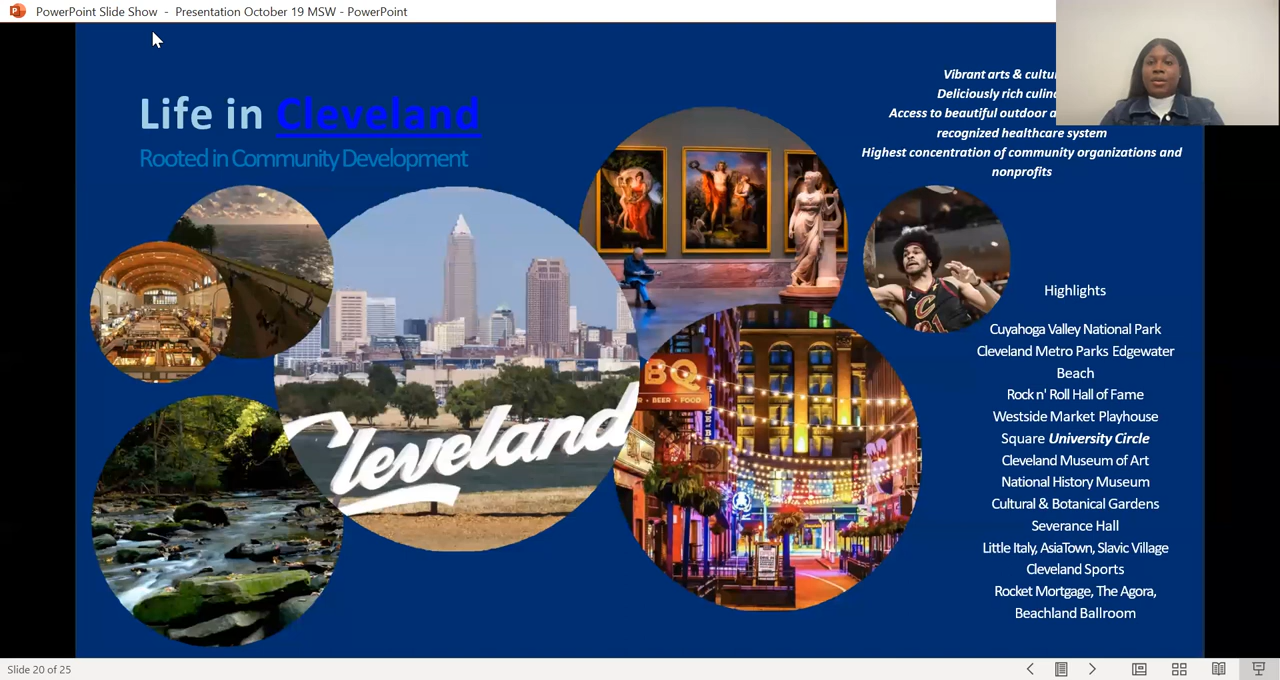 PowerPoint Slide Show - Presentation October 19 MSW - PowerPoint
Life in Cleveland
Rooted in Community Development
Vibrant arts &
Deliciously rich
Access to beautiful outdoor
recognized healthcare system
Highest concentration of community organizations and
nonprofits
Cleveland
BQ
BEER • FOOD
Highlights
Cuyahoga Valley National Park
Cleveland Metro Parks Edgewater
Beach
Rock n' Roll Hall of Fame
Westside Market Playhouse
Square University Circle
Cleveland Museum of Art
National History Museum
Cultural & Botanical Gardens
Severance Hall
Little Italy, AsiaTown, Slavic Village
Cleveland Sports
Rocket Mortgage, The Agora,
Beachland Ballroom
Slide 20 of 25